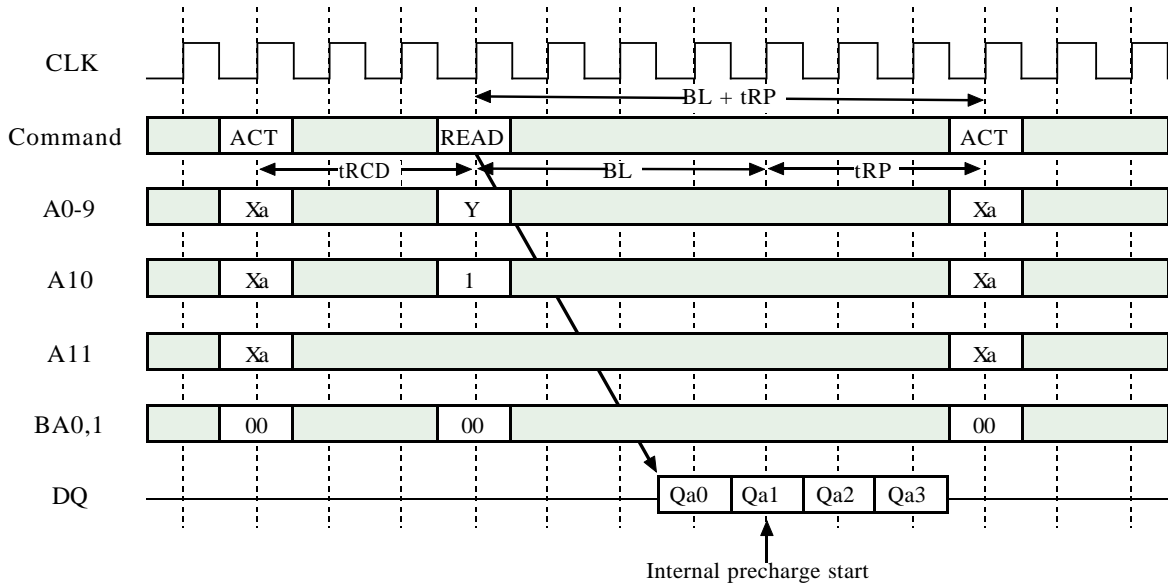 CLK
BL + tRP
Command ACT READ ACT
tRCD BL tRP
A0-9 Xa Y Xa
A10 Xa 1 Xa
A11 Xa Xa
BA0,1 00 00 00
DQ Qa0 Qa1 Qa2 Qa3
Internal precharge start